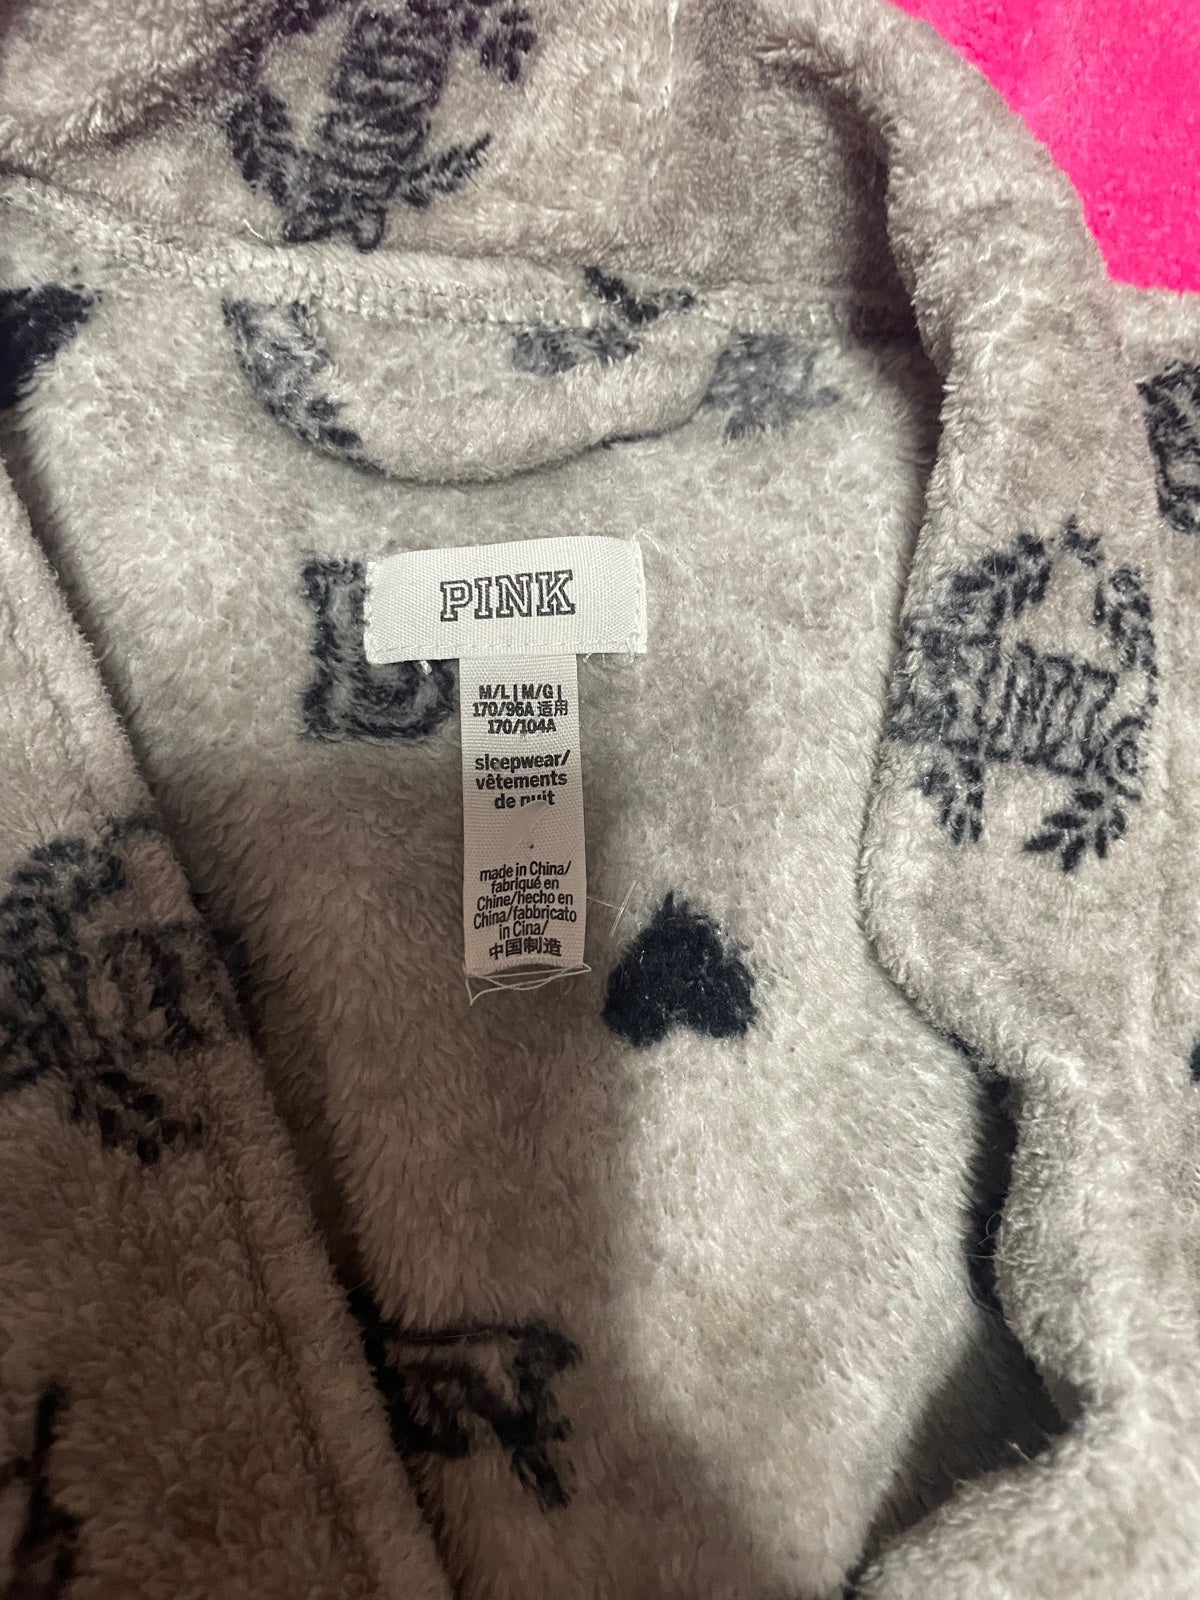 PINK
M/L | M/G |
170/96A 适用
170/104A
sleepwear/
vêtements
de nuit
made in China/
fabriqué en
Chine/hecho en
China/fabbricato
in Cina/
中国制造